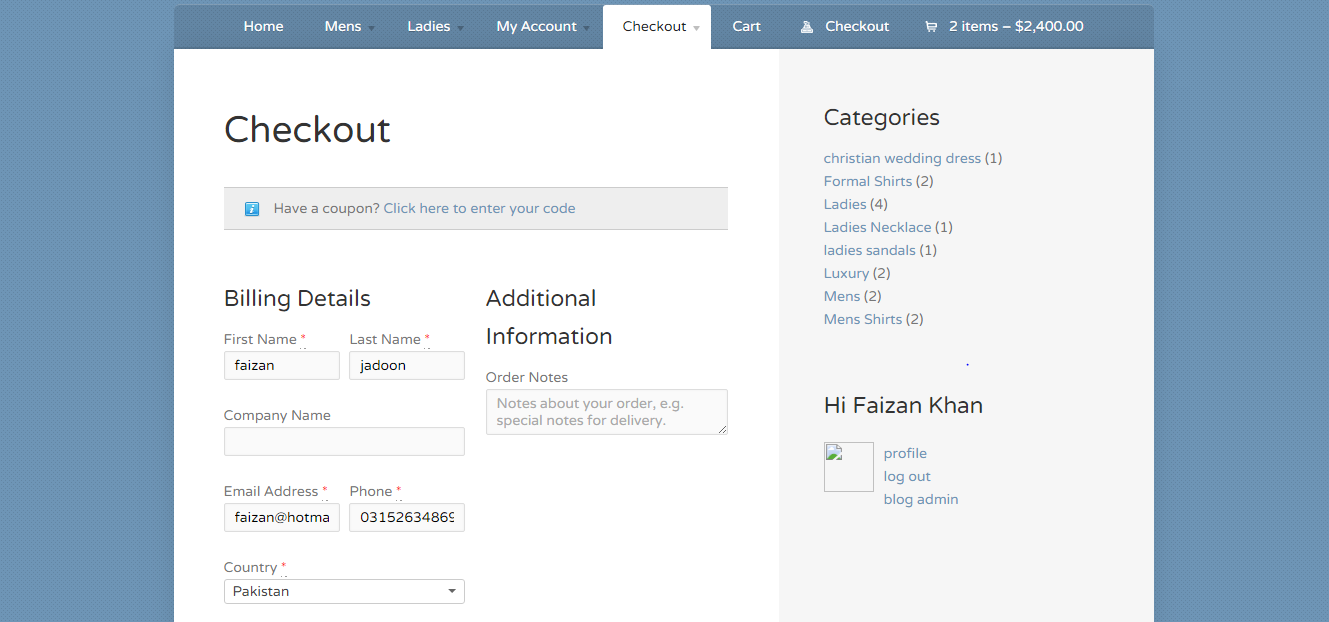 Home Mens Ladies My Account Checkout Cart Checkout 2 items – $2,400.00
Checkout
Have a coupon? Click here to enter your code
Billing Details
First Name * Last Name *
faizan jadoon
Company Name
Email Address * Phone *
faizan@hotma 03152634869
Country *
Pakistan
Additional
Information
Order Notes
Notes about your order, e.g.
special notes for delivery.
Categories
christian wedding dress (1)
Formal Shirts (2)
Ladies (4)
Ladies Necklace (1)
ladies sandals (1)
Luxury (2)
Mens (2)
Mens Shirts (2)
Hi Faizan Khan
profile
log out
blog admin